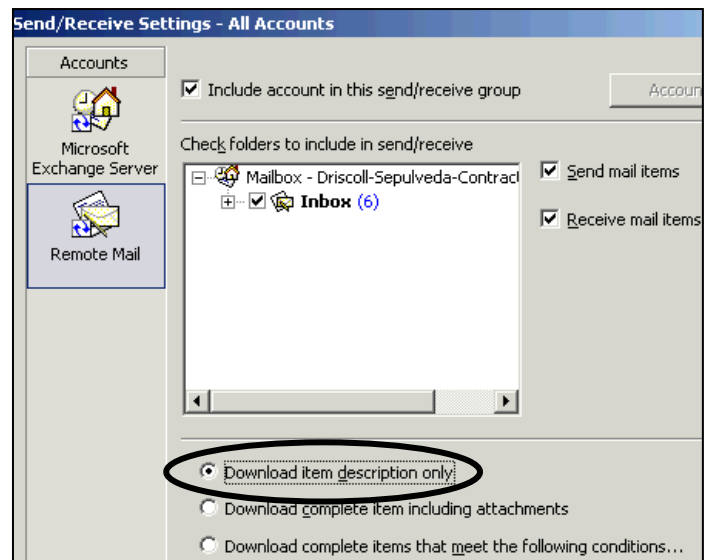 Send/Receive Settings - All Accounts
Accounts
Microsoft
Exchange Server
Remote Mail
Include account in this send/receive group
Check folders to include in send/receive
Mailbox - Driscoll-Sepulveda-Contract
Inbox (6)
Send mail items
Receive mail items
Download item description only
Download complete item including attachments
Download complete items that meet the following conditions...